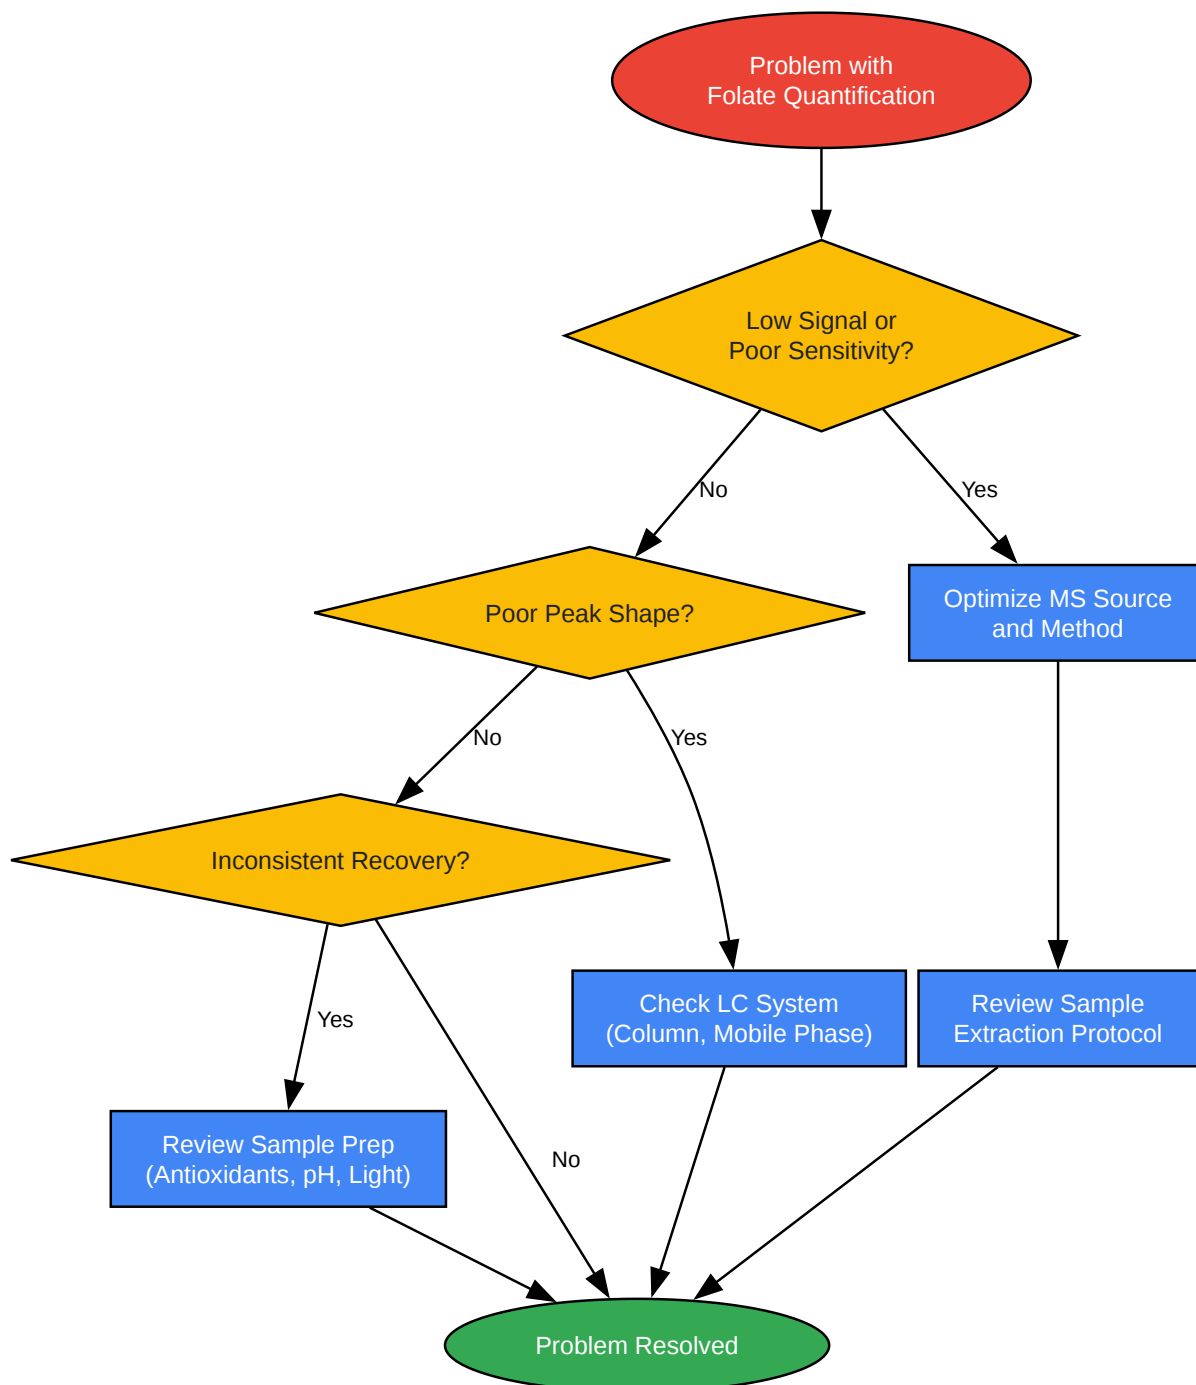 Problem with
Folate Quantification
Low Signal or
Poor Sensitivity?
No
Yes
Poor Peak Shape?
Optimize MS Source
and Method
No
Yes
Inconsistent Recovery?
Yes
Check LC System
(Column, Mobile Phase)
Review Sample
Extraction Protocol
Review Sample Prep
(Antioxidants, pH, Light)
No
Problem Resolved